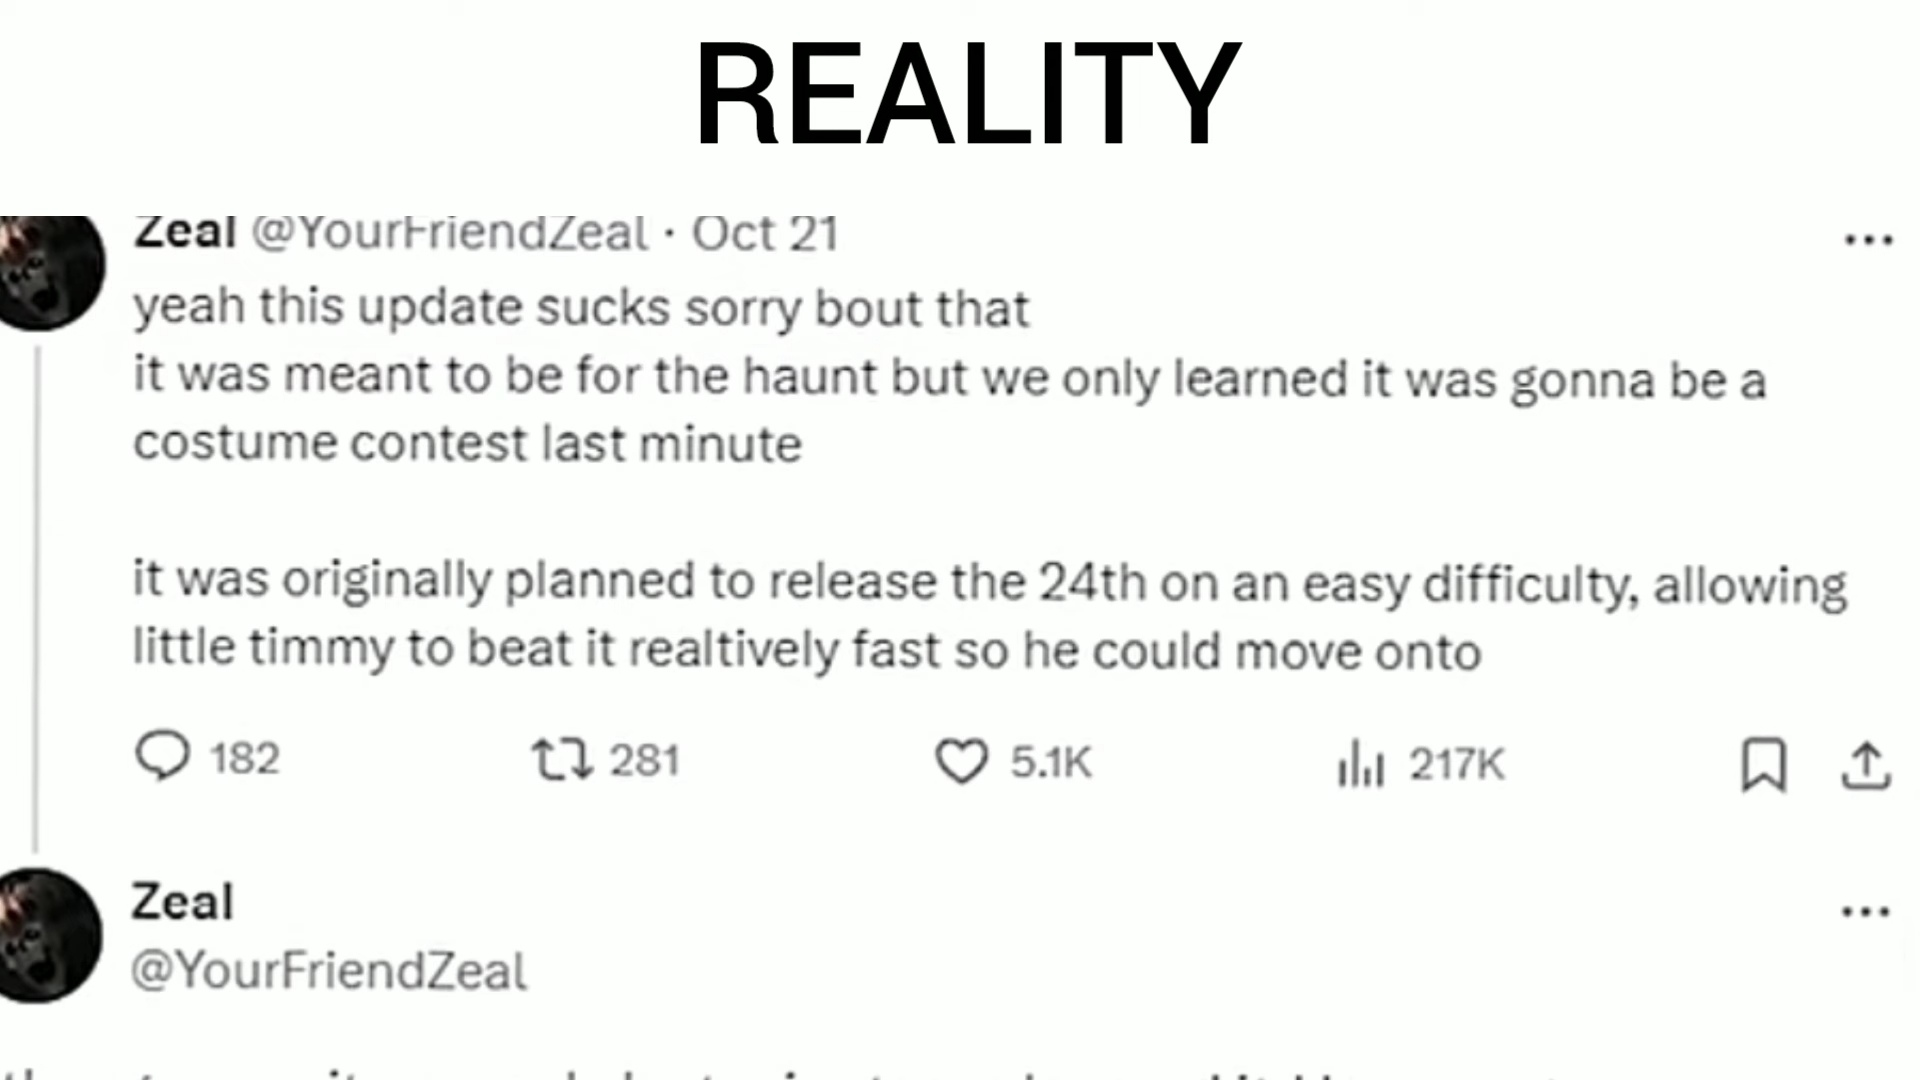 REALITY
Zeal @YourFriendZeal · Oct 21
yeah this update sucks sorry bout that
it was meant to be for the haunt but we only learned it was gonna be a
costume contest last minute
it was originally planned to release the 24th on an easy difficulty, allowing
little timmy to beat it realtively fast so he could move onto
182 281 5.1K 217K
Zeal
@YourFriendZeal